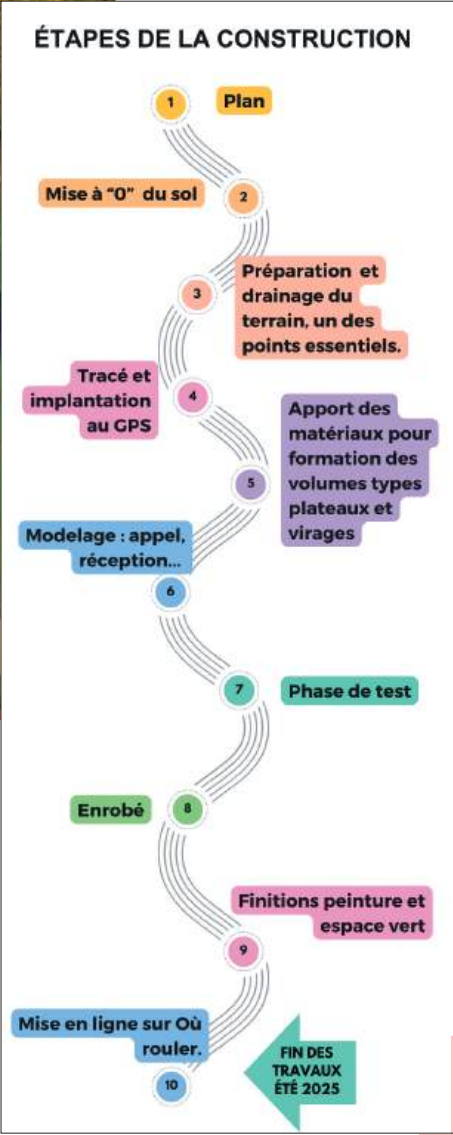 ÉTAPES DE LA CONSTRUCTION
1
Plan
Mise à "0" du sol
2
3
Préparation et
drainage du
terrain, un des
points essentiels.
Tracé et
implantation
au GPS
4
Apport des
matériaux pour
formation des
volumes types
plateaux et
virages
5
Modelage : appel,
réception...
6
7
Phase de test
Enrobé
8
Finitions peinture et
espace vert
9
Mise en ligne sur Où
rouler.
10
FIN DES
TRAVAUX
ÉTÉ 2025